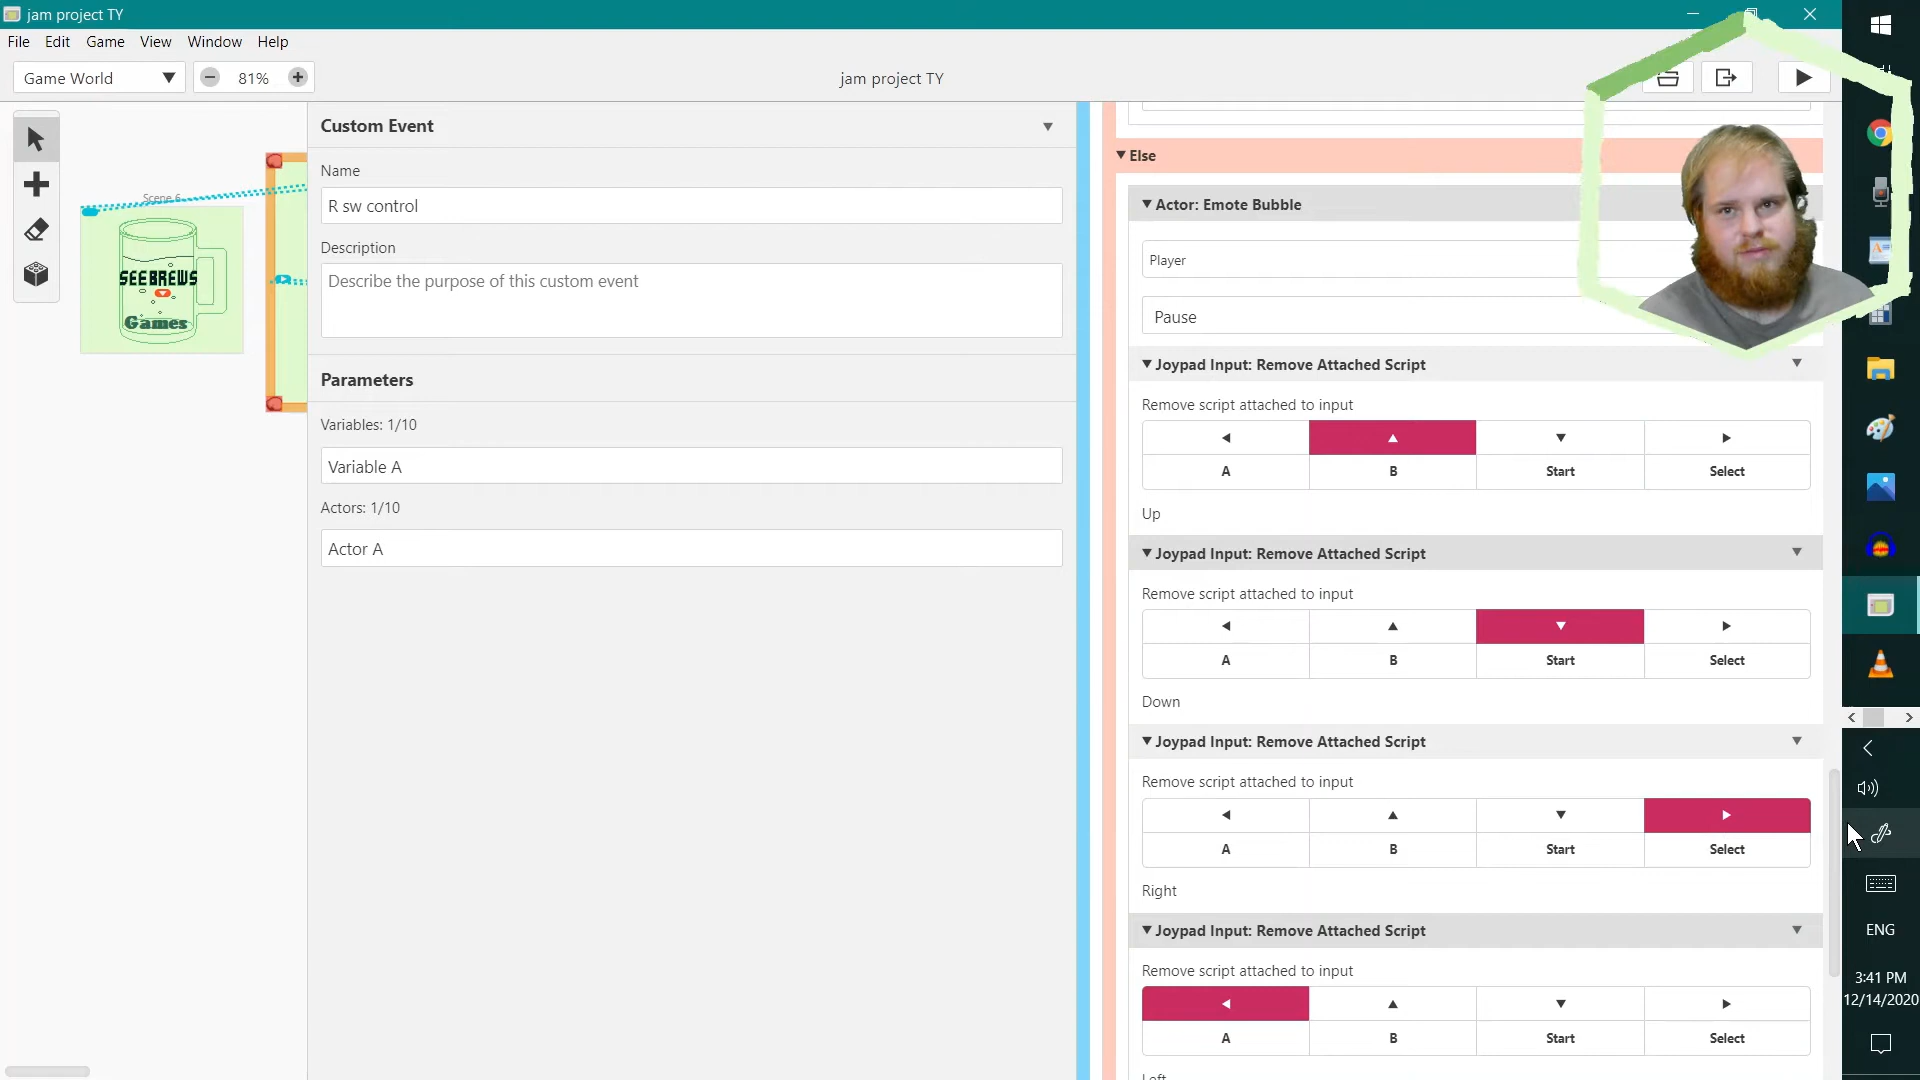 jam project TY
File Edit Game View Window Help
Game World
81%
jam project TY
Scene 6
SEEBREWS
Games
Custom Event
Name
R sw control
Description
Describe the purpose of this custom event
Parameters
Variables: 1/10
Variable A
Actors: 1/10
Actor A
Else
Actor: Emote Bubble
Player
Pause
Joypad Input: Remove Attached Script
Remove script attached to input
A B Start Select
Up
Joypad Input: Remove Attached Script
Remove script attached to input
A B Start Select
Down
Joypad Input: Remove Attached Script
Remove script attached to input
A B Start Select
Right
Joypad Input: Remove Attached Script
Remove script attached to input
A B Start Select
Left
ENG
3:41 PM
12/14/2020